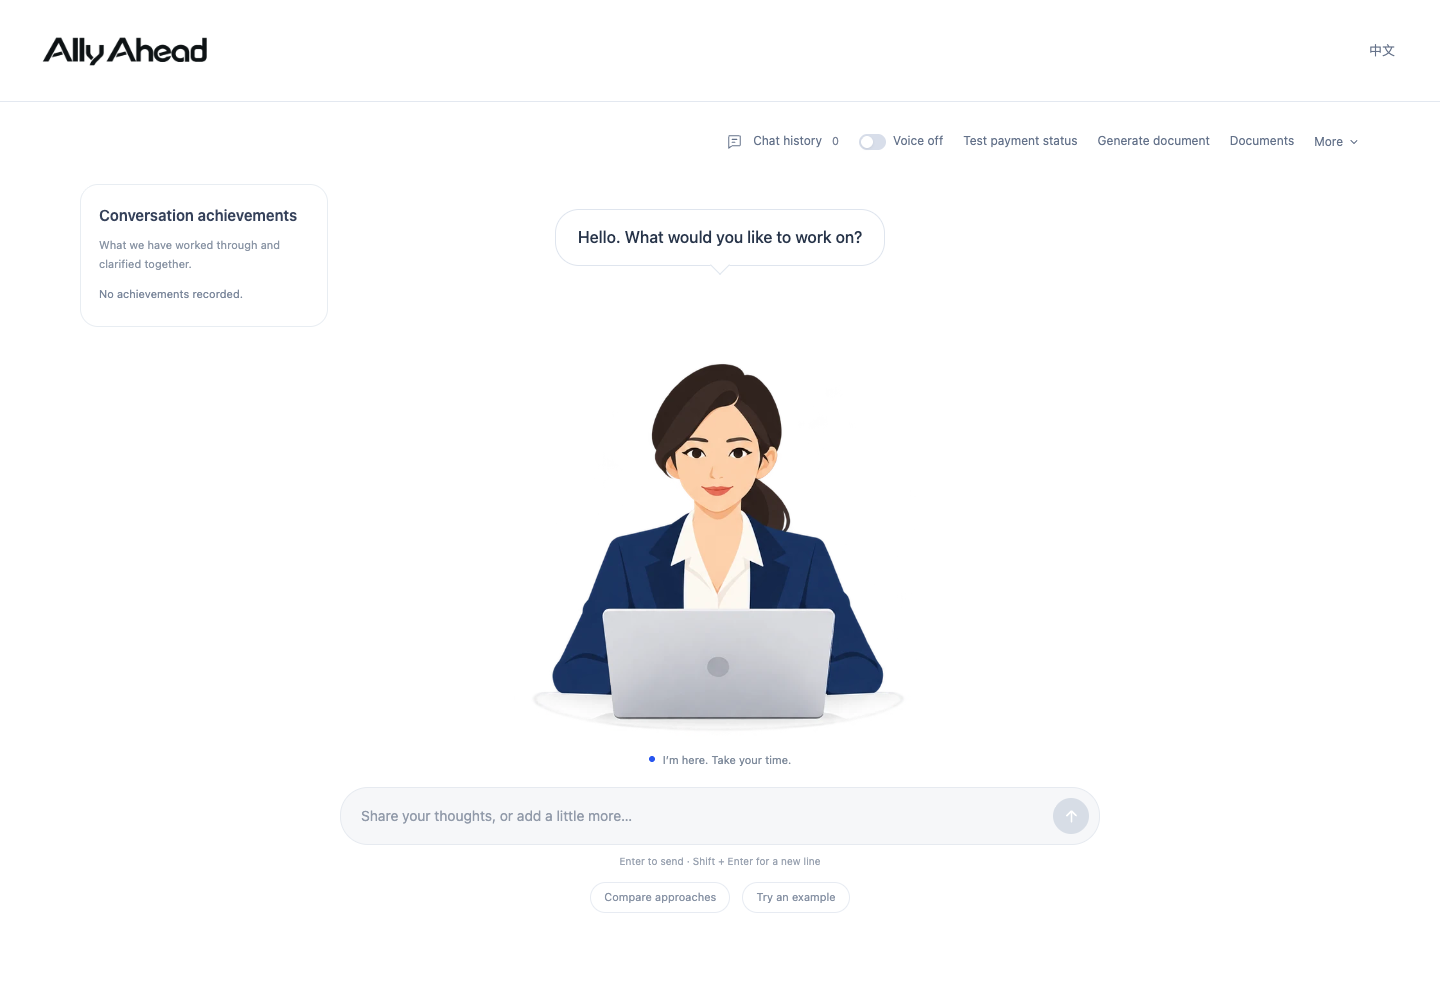 Ally Ahead
中文
Chat history 0
Voice off
Test payment status
Generate document
Documents
More
Conversation achievements
What we have worked through and
clarified together.
No achievements recorded.
Hello. What would you like to work on?
I'm here. Take your time.
Share your thoughts, or add a little more...
Enter to send · Shift + Enter for a new line
Compare approaches
Try an example